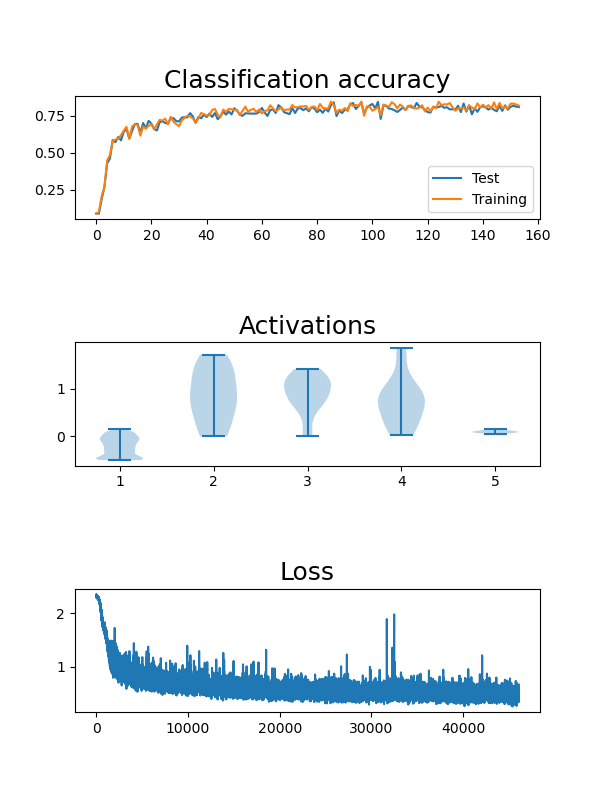 Classification accuracy
0.75
0.50
0.25
Test
Training
0 20 40 60 80 100 120 140 160
Activations
1
0
1 2 3 4 5
Loss
2
1
0 10000 20000 30000 40000